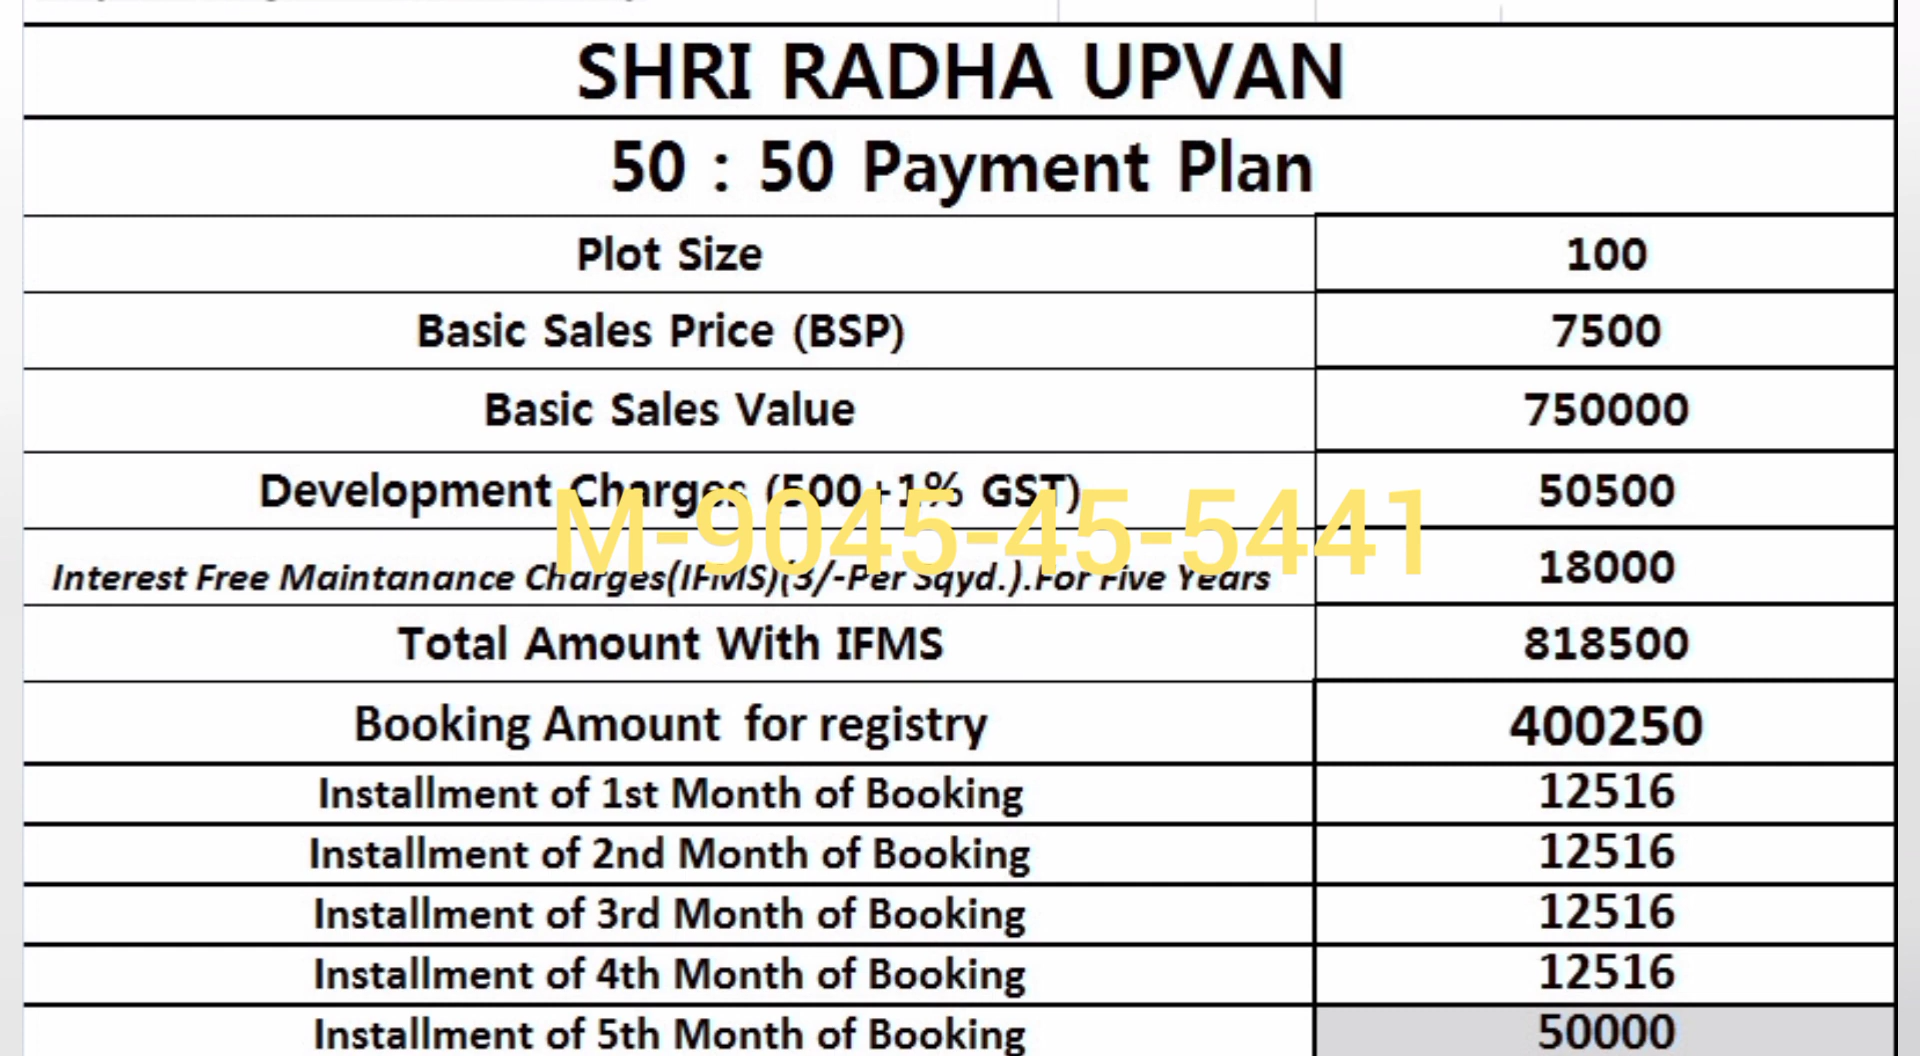 SHRI RADHA UPVAN
50 : 50 Payment Plan
Plot Size 100
Basic Sales Price (BSP) 7500
Basic Sales Value 750000
Development Charges (500+1% GST) 50500
M-9045-45-5441
Interest Free Maintanance Charges(IFMS)(3/-Per Sqyd.).For Five Years 18000
Total Amount With IFMS 818500
Booking Amount for registry 400250
Installment of 1st Month of Booking 12516
Installment of 2nd Month of Booking 12516
Installment of 3rd Month of Booking 12516
Installment of 4th Month of Booking 12516
Installment of 5th Month of Booking 50000